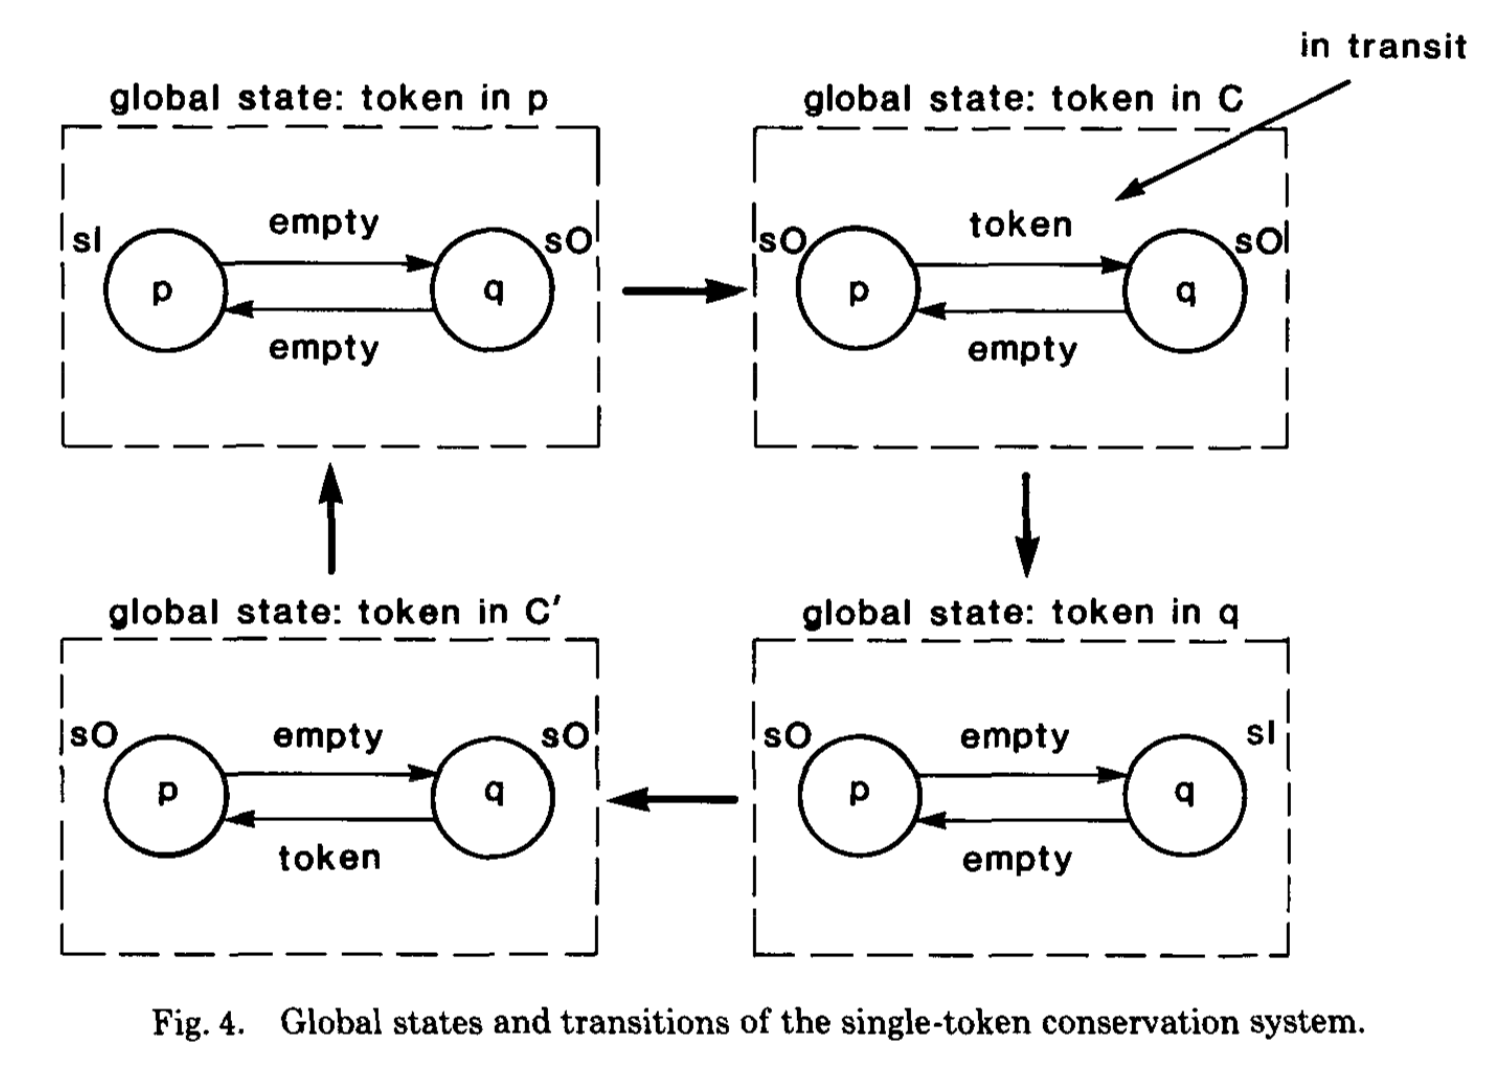 in transit
global state: token in p
global state: token in C
empty
sI
sO
p
q
empty
token
sO
sO
p
q
empty
global state: token in C′
global state: token in q
sO
empty
sO
p
q
token
sO
empty
sI
p
q
empty
Fig. 4. Global states and transitions of the single-token conservation system.